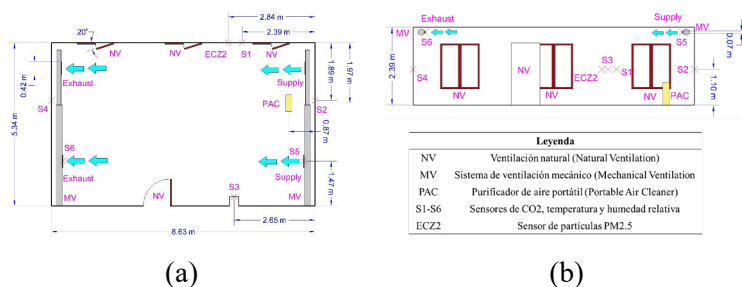 2.84 m
2.39 m
20°
NV
NV
ECZ2
S1
NV
0.42 m
Exhaust
Supply
1.89 m
1.97 m
S4
PAC
S2
5.34 m
0.87 m
S6
S5
Exhaust
Supply
1.47 m
MV
NV
S3
MV
2.65 m
8.63 m
(a)
Exhaust
Supply
MV
MV
S6
S5
0.07 m
2.39 m
S4
ECZ2
S3
S1
S2
NV
NV
NV
PAC
1.10 m
Leyenda
NV Ventilación natural (Natural Ventilation)
MV Sistema de ventilación mecánico (Mechanical Ventilation
PAC Purificador de aire portátil (Portable Air Cleaner)
S1-S6 Sensores de CO2, temperatura y humedad relativa
ECZ2 Sensor de partículas PM2.5
(b)